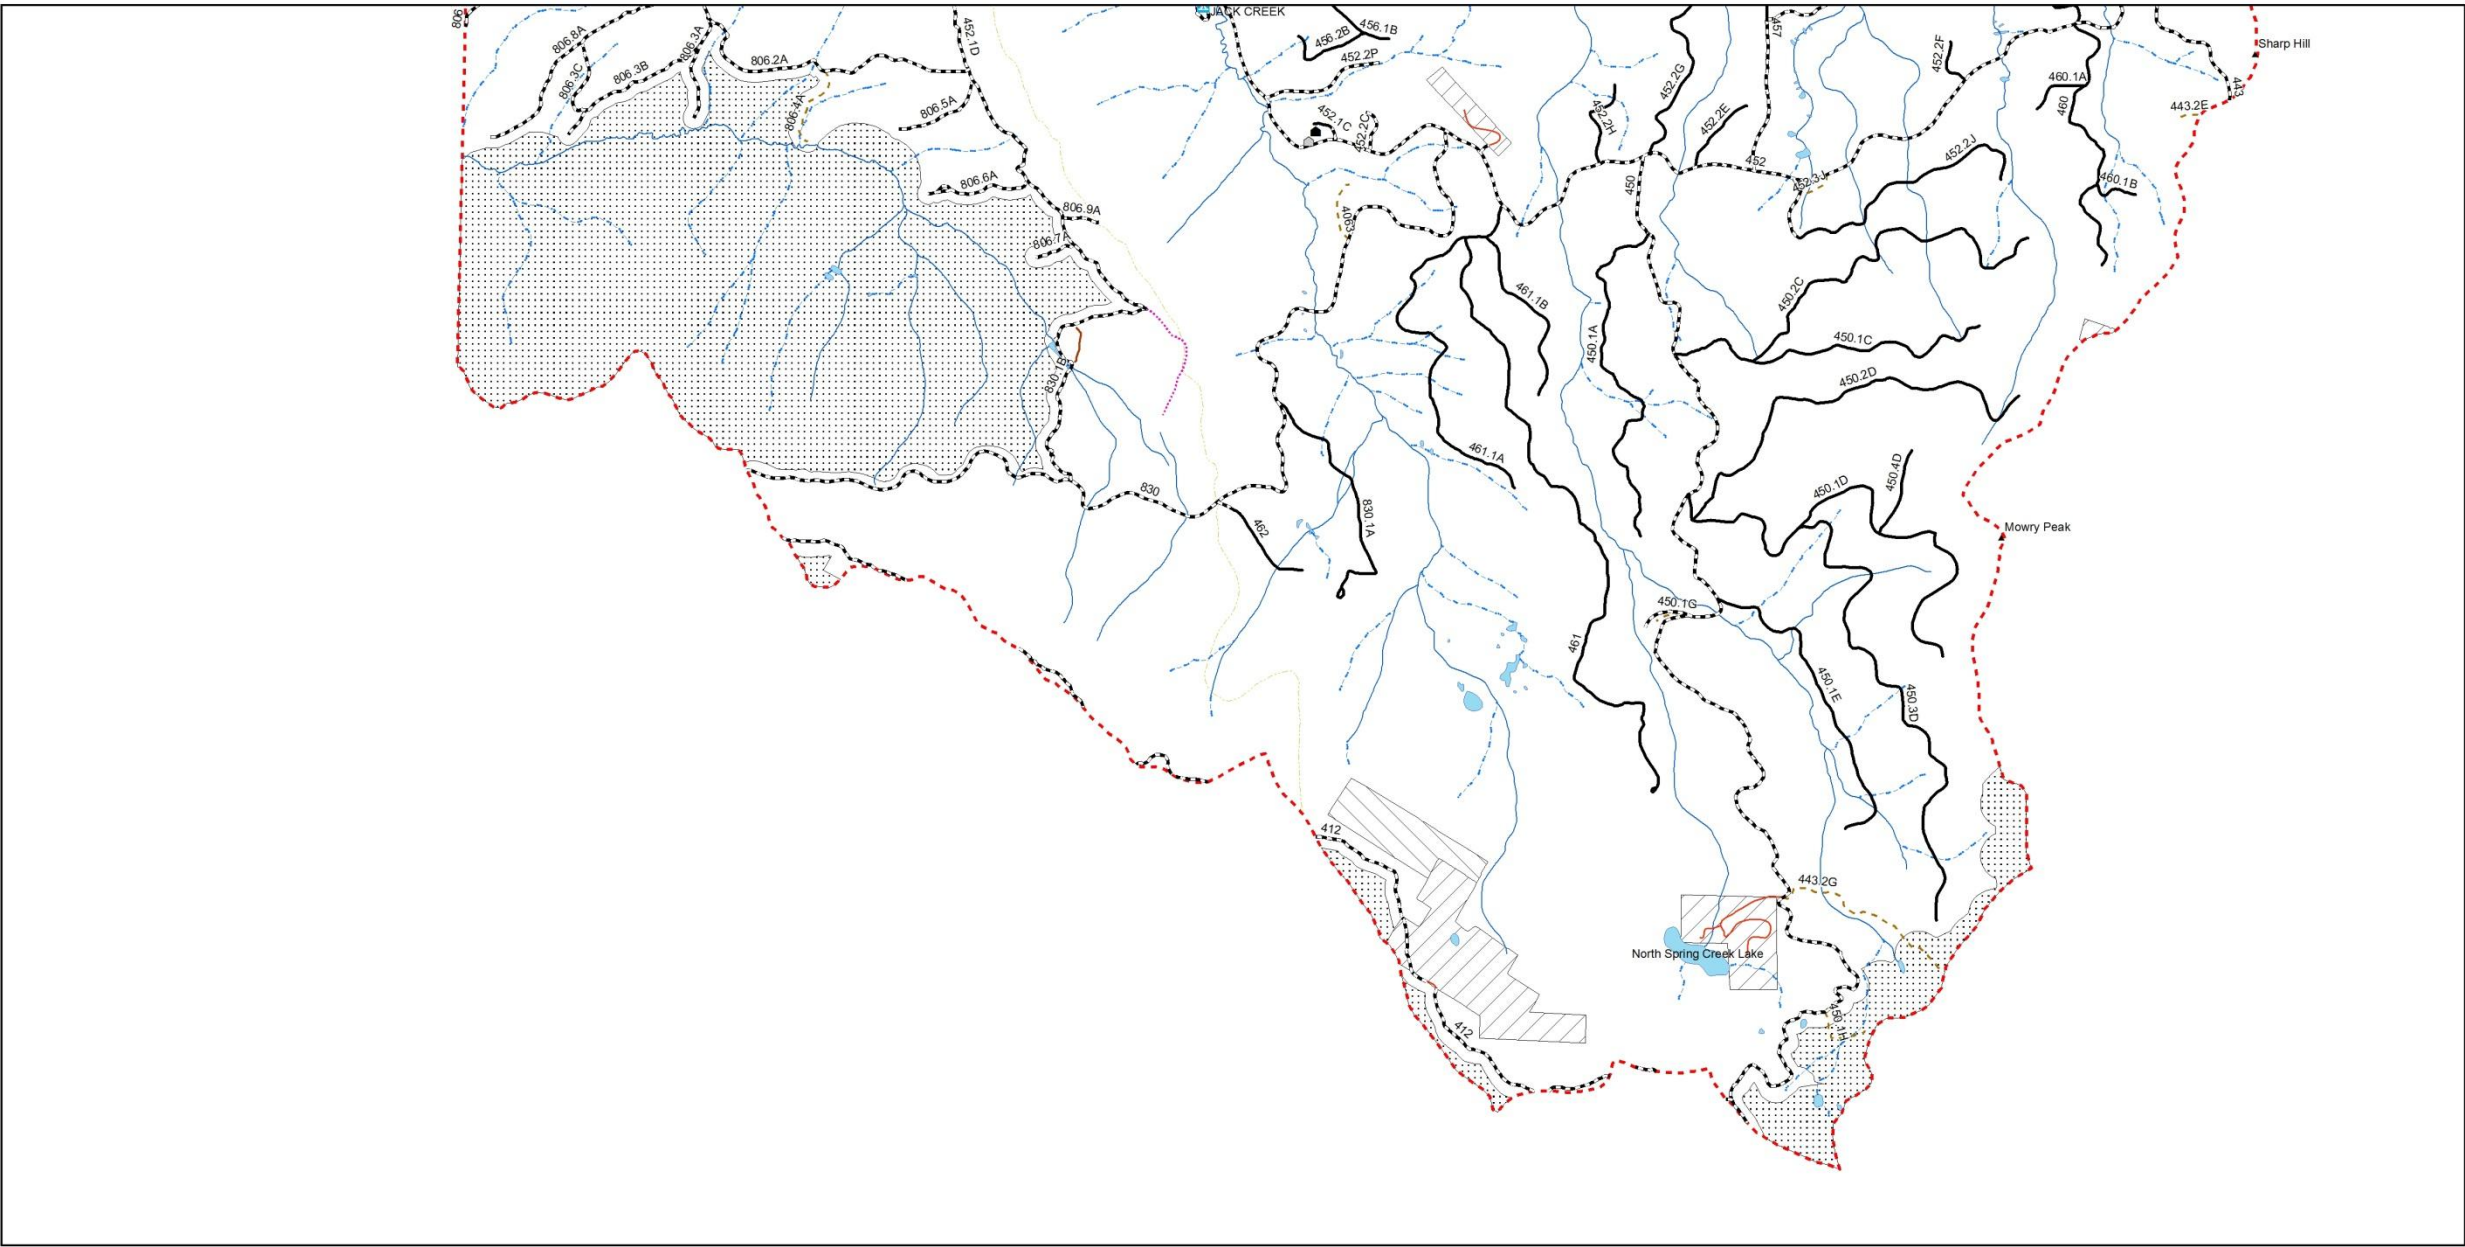 JACK CREEK
806
806.8A
806.3A
452.1D
456.2B
456.1B
457
452.2F
Sharp Hill
806.3C
806.3B
806.2A
452.2P
452.2G
460.1A
443
806.4A
806.5A
452.1C
452.2C
452.2H
452.2E
460
443.2E
806.6A
452
452.2J
450
452.3J
460.1B
806.9A
4063
806.7A
461.1B
450.2C
450.1A
450.1C
830.1B
450.2D
461.1A
450.4D
830
450.1D
462
830.1A
Mowry Peak
450.1G
461
450.1E
450.3D
412
443.2G
North Spring Creek Lake
412
450.1H